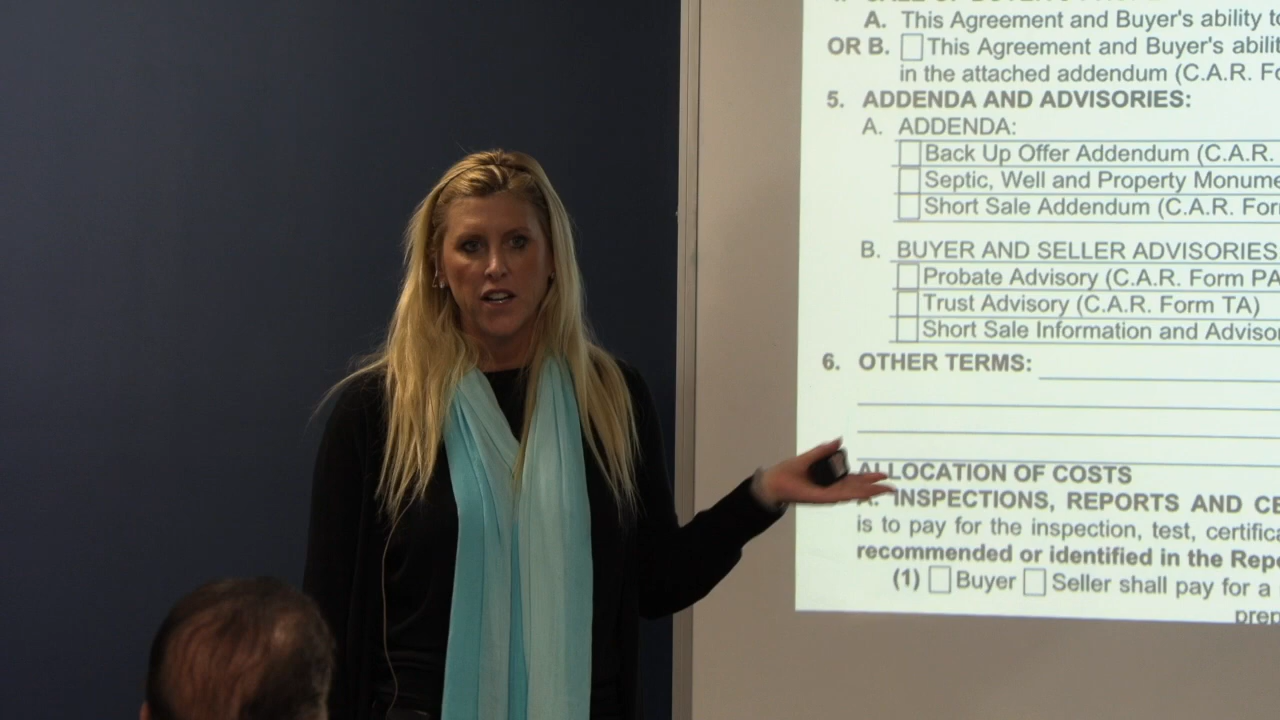 A. This Agreement and Buyer's ability to
OR B. This Agreement and Buyer's abilit
in the attached addendum (C.A.R. Fo
5. ADDENDA AND ADVISORIES:
A. ADDENDA:
Back Up Offer Addendum (C.A.R.
Septic, Well and Property Monume
Short Sale Addendum (C.A.R. For
B. BUYER AND SELLER ADVISORIES
Probate Advisory (C.A.R. Form PA
Trust Advisory (C.A.R. Form TA)
Short Sale Information and Adviso
6. OTHER TERMS:
ALLOCATION OF COSTS
A. INSPECTIONS, REPORTS AND CE
is to pay for the inspection, test, certifica
recommended or identified in the Repo
(1) Buyer Seller shall pay for a
prep